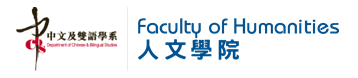 中文及雙語學系
Department of Chinese & Bilingual Studies
Faculty of Humanities
人文學院